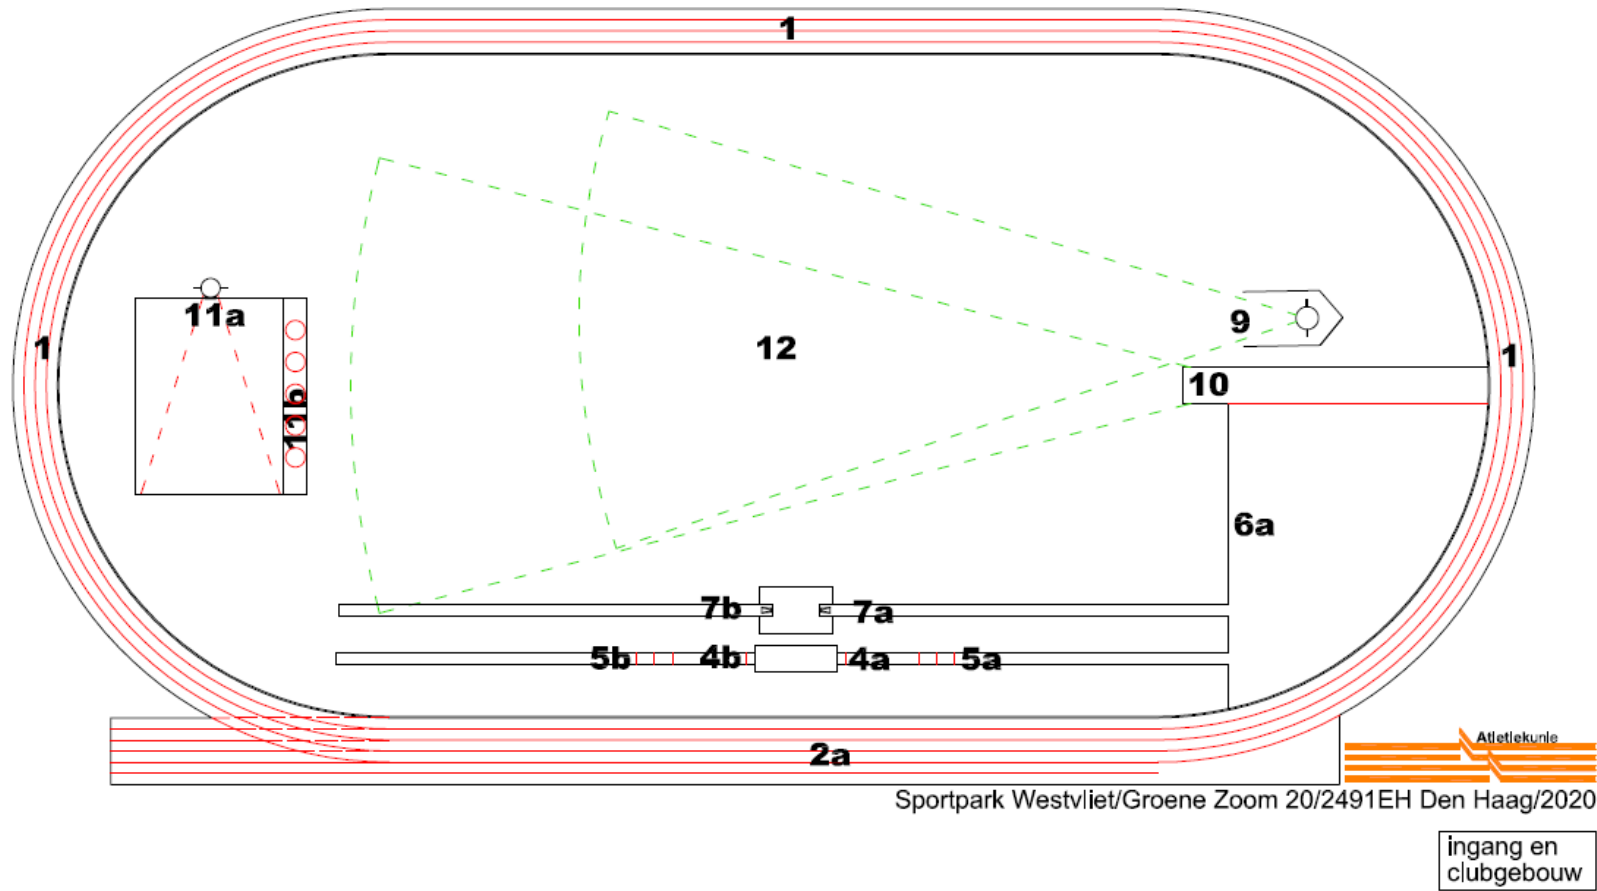 1
11a
9
12
1
1
10
11b
6a
7b
7a
5b
4b
4a
5a
2a
Atletiekunie
Sportpark Westvliet/Groene Zoom 20/2491EH Den Haag/2020
ingang en
clubgebouw